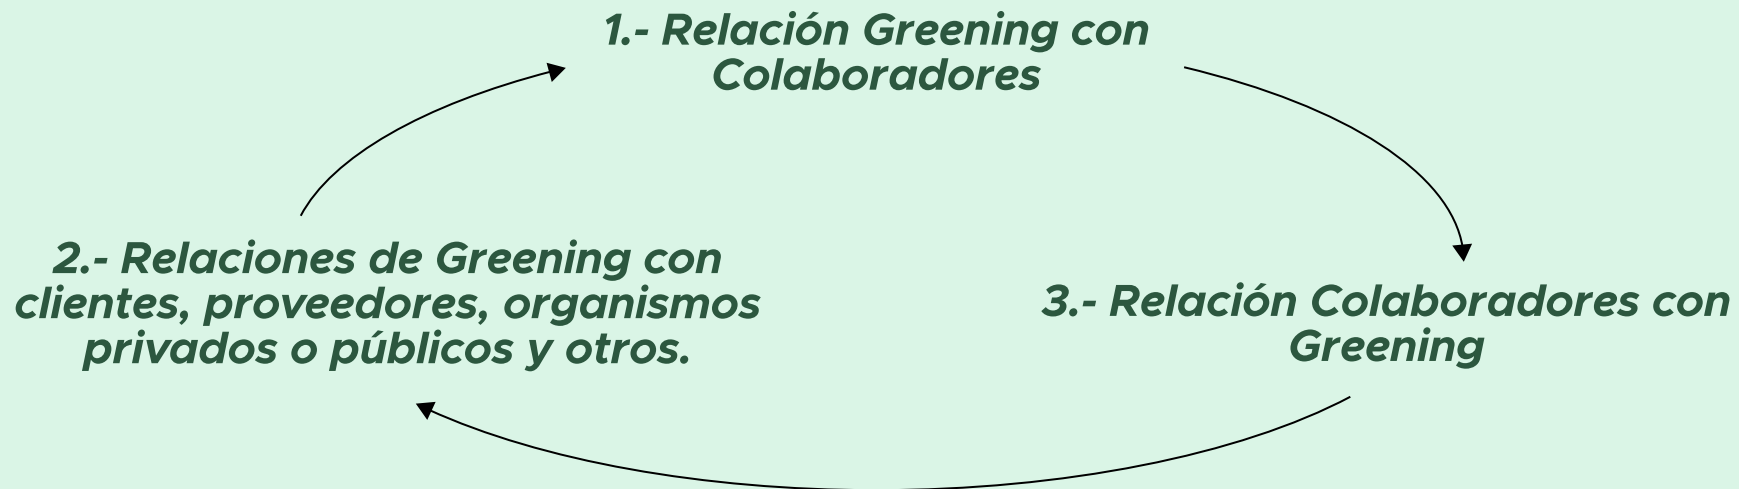 1.- Relación Greening con
Colaboradores
2.- Relaciones de Greening con
clientes, proveedores, organismos
privados o públicos y otros.
3.- Relación Colaboradores con
Greening